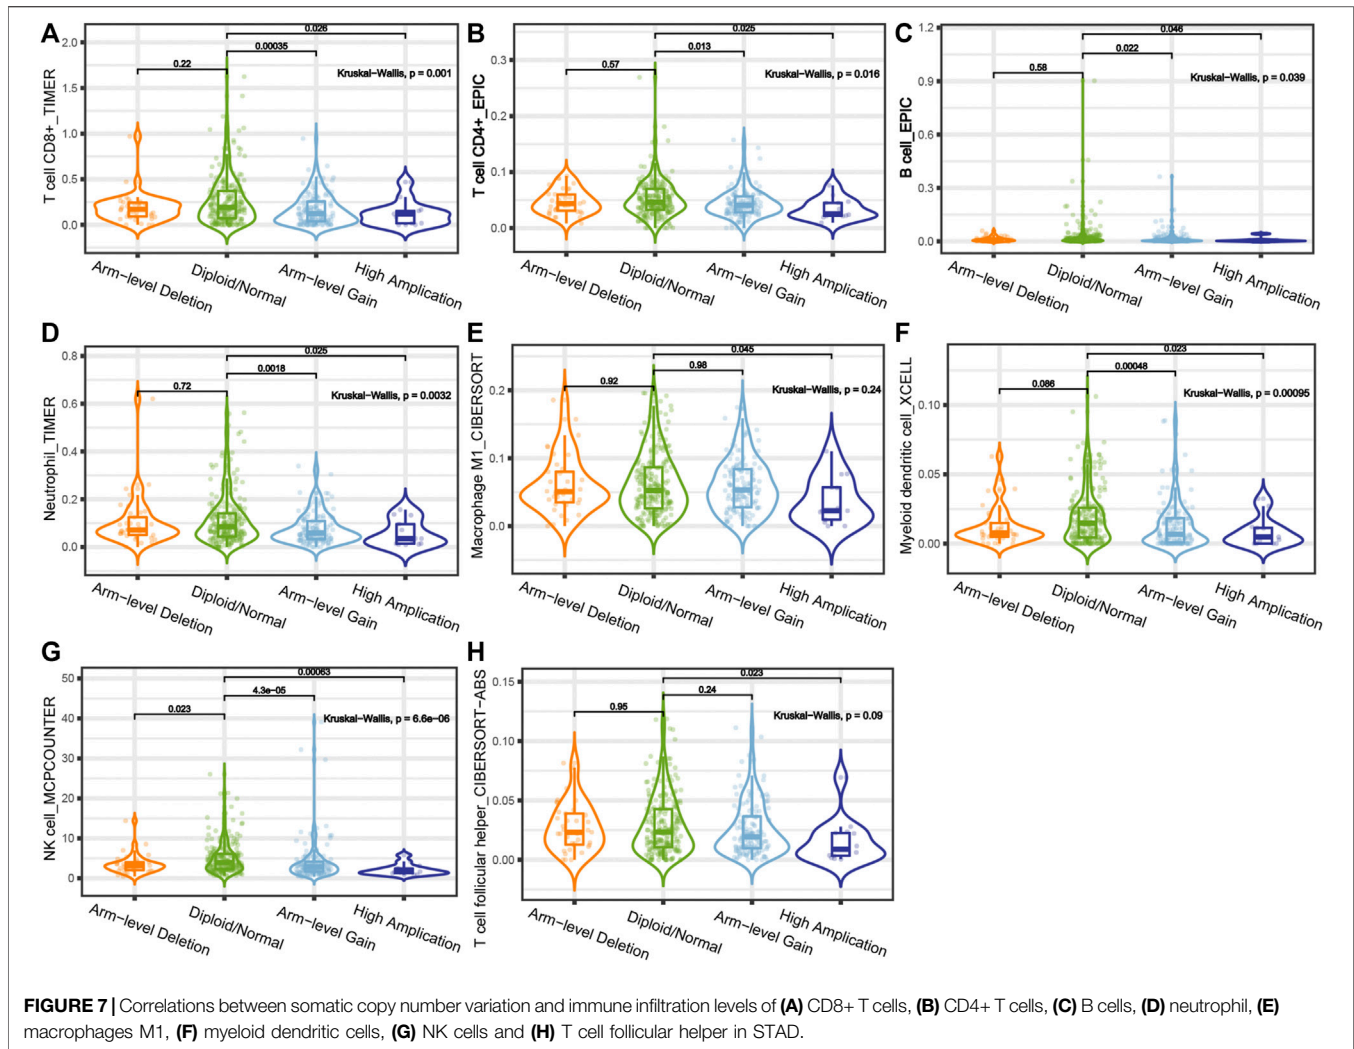 A
0.026
0.00035
0.22
Kruskal−Wallis, p = 0.001
2.0
1.5
1.0
0.5
0.0
T cell CD8+_TIMER
Arm−level Deletion
Diploid/Normal
Arm−level Gain
High Amplication
B
0.025
0.013
0.57
Kruskal−Wallis, p = 0.016
0.3
0.2
0.1
0.0
T cell CD4+_EPIC
Arm−level Deletion
Diploid/Normal
Arm−level Gain
High Amplication
C
0.046
0.022
0.58
Kruskal−Wallis, p = 0.039
1.2
0.9
0.6
0.3
0.0
B cell_EPIC
Arm−level Deletion
Diploid/Normal
Arm−level Gain
High Amplication
D
0.025
0.0018
0.72
Kruskal−Wallis, p = 0.0032
0.8
0.6
0.4
0.2
0.0
Neutrophil_TIMER
Arm−level Deletion
Diploid/Normal
Arm−level Gain
High Amplication
E
0.045
0.98
0.92
Kruskal−Wallis, p = 0.24
0.2
0.1
0.0
Macrophage M1_CIBERSORT
Arm−level Deletion
Diploid/Normal
Arm−level Gain
High Amplication
F
0.023
0.00048
0.086
Kruskal−Wallis, p = 0.00095
0.10
0.05
0.00
Myeloid dendritic cell_XCELL
Arm−level Deletion
Diploid/Normal
Arm−level Gain
High Amplication
G
0.00063
4.3e−05
0.023
Kruskal−Wallis, p = 6.6e−06
50
40
30
20
10
0
NK cell_MCPCOUNTER
Arm−level Deletion
Diploid/Normal
Arm−level Gain
High Amplication
H
0.023
0.24
0.95
Kruskal−Wallis, p = 0.09
0.15
0.10
0.05
0.00
T cell follicular helper_CIBERSORT−ABS
Arm−level Deletion
Diploid/Normal
Arm−level Gain
High Amplication
FIGURE 7 | Correlations between somatic copy number variation and immune infiltration levels of (A) CD8+ T cells, (B) CD4+ T cells, (C) B cells, (D) neutrophil, (E)
macrophages M1, (F) myeloid dendritic cells, (G) NK cells and (H) T cell follicular helper in STAD.